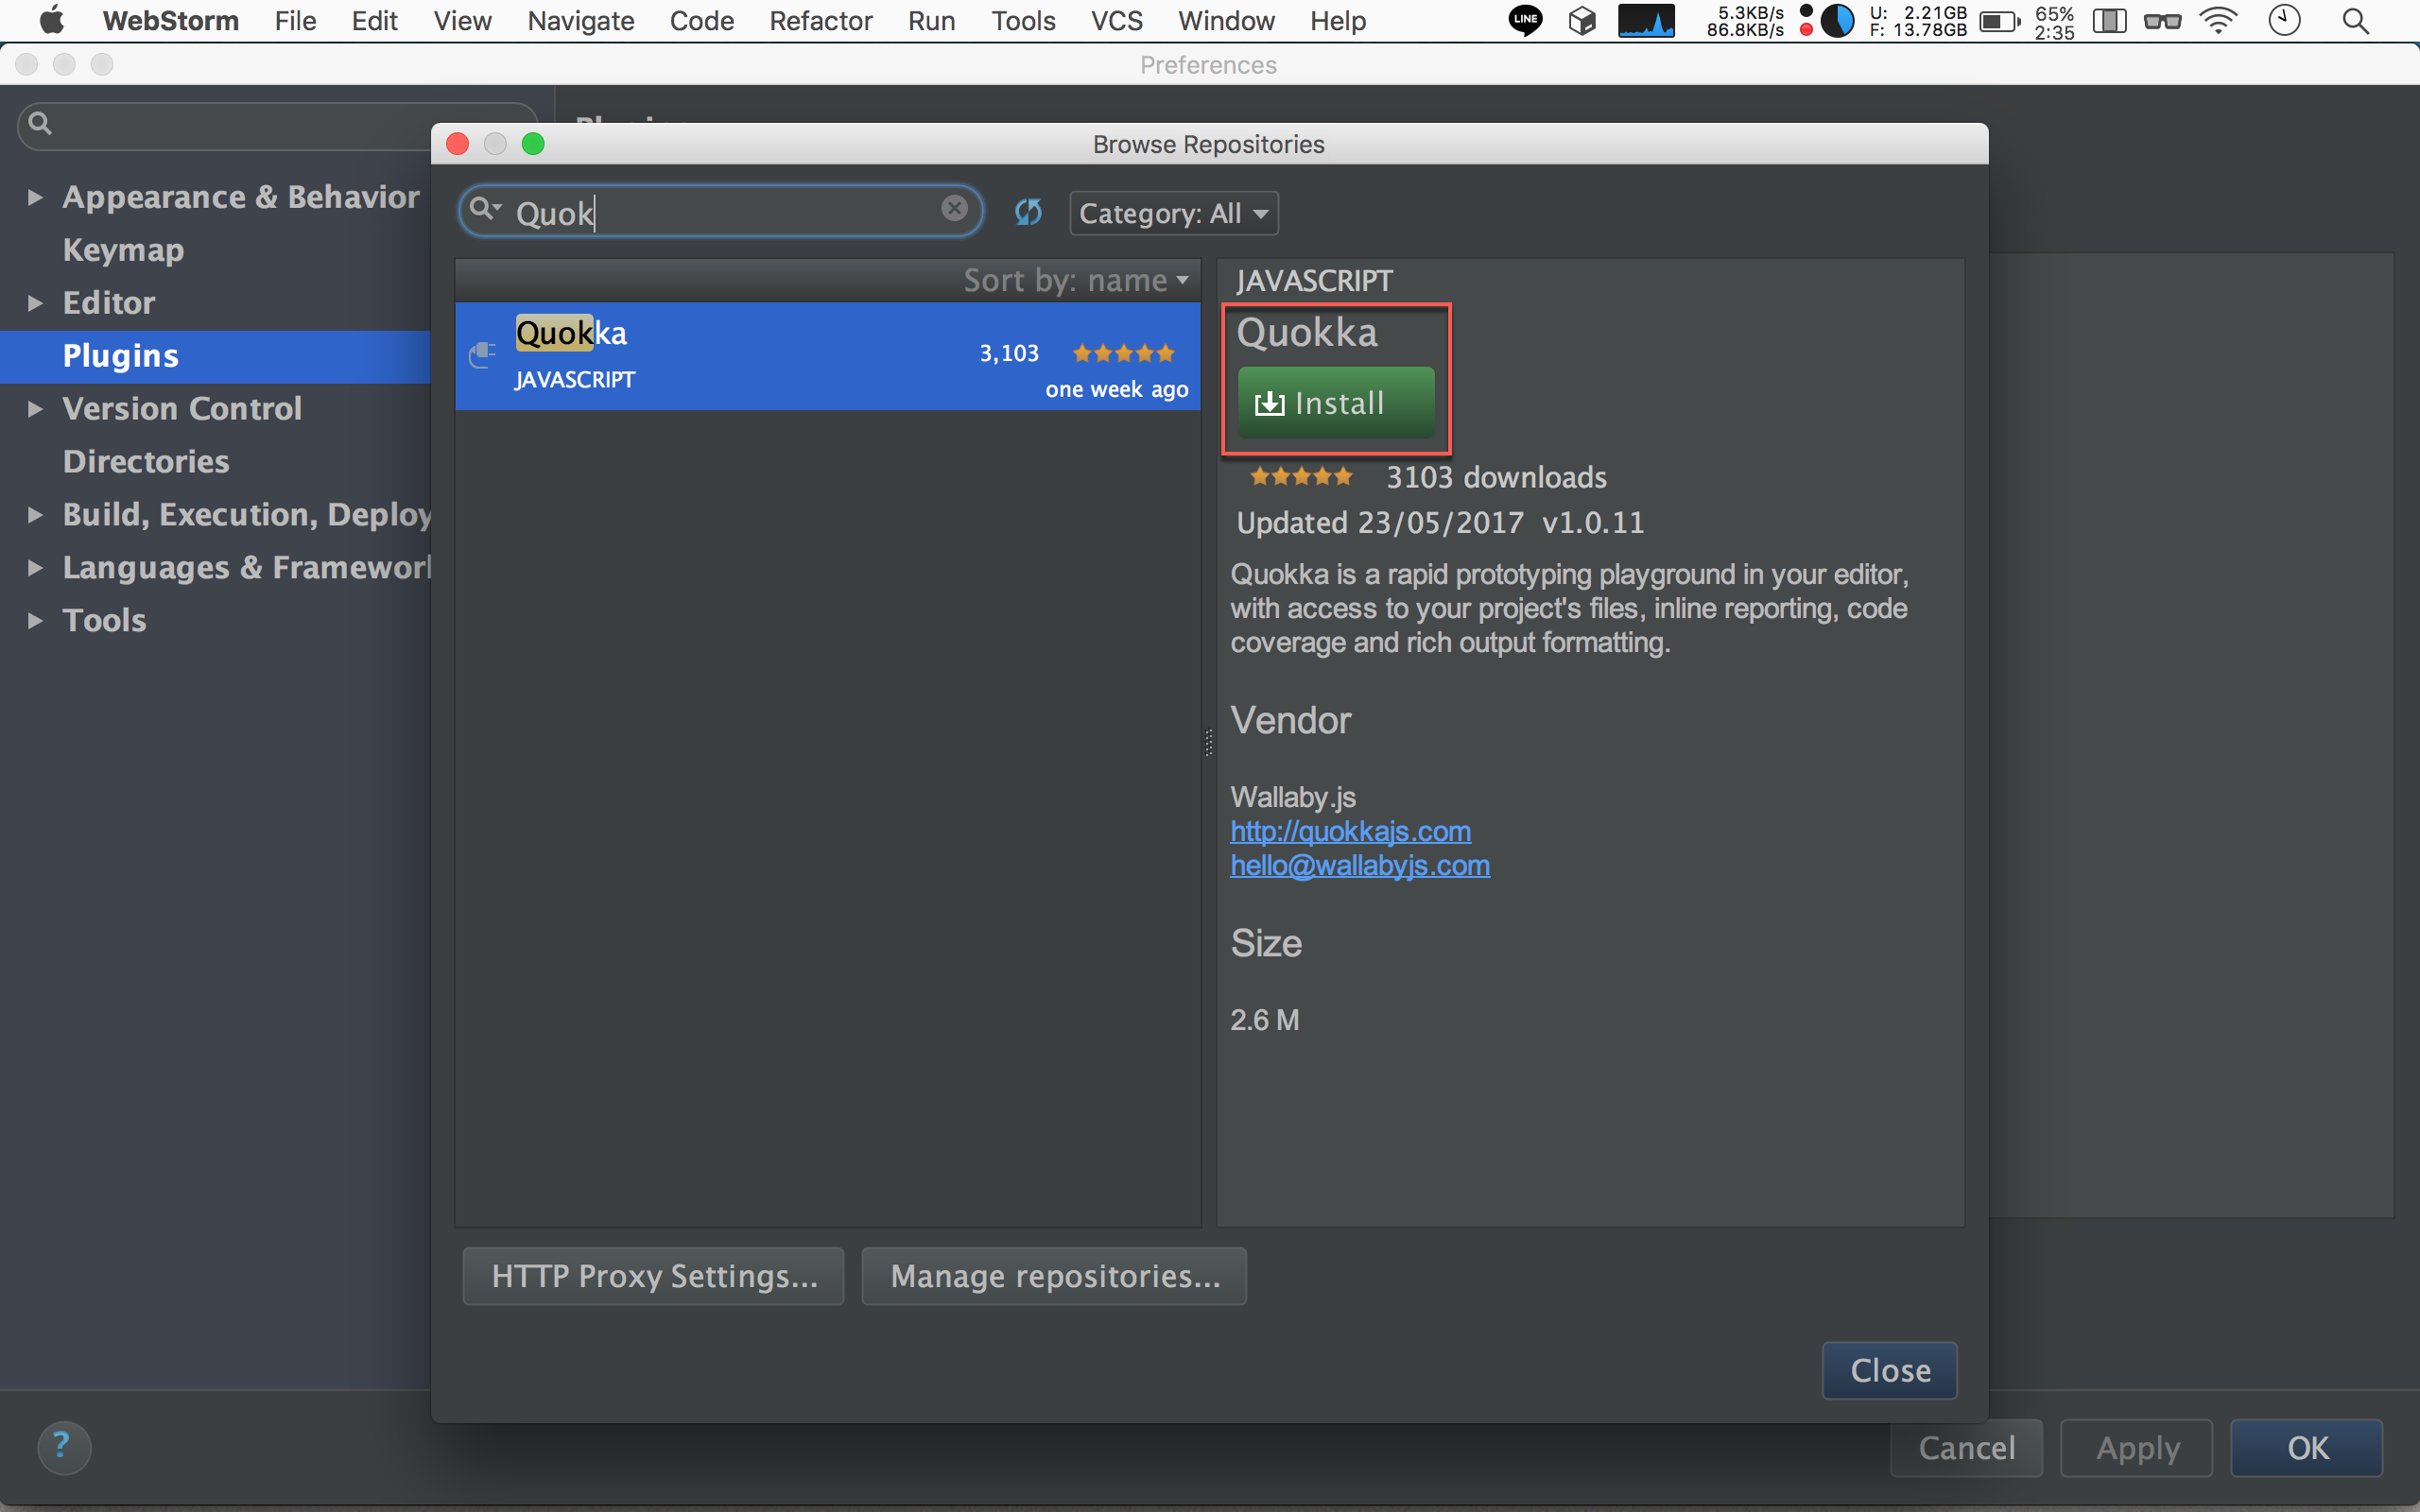 WebStorm File Edit View Navigate Code Refactor Run Tools VCS Window Help
LINE
5.3KB/s
86.8KB/s
U: 2.21GB
F: 13.78GB
65%
2:35
Preferences
Browse Repositories
Appearance & Behavior
Keymap
Editor
Plugins
Version Control
Directories
Build, Execution, Deploy
Languages & Framework
Tools
Quok
Category: All
Sort by: name
Quokka
JAVASCRIPT
3,103
one week ago
JAVASCRIPT
Quokka
Install
3103 downloads
Updated 23/05/2017 v1.0.11
Quokka is a rapid prototyping playground in your editor,
with access to your project's files, inline reporting, code
coverage and rich output formatting.
Vendor
Wallaby.js
http://quokkajs.com
hello@wallabyjs.com
Size
2.6 M
HTTP Proxy Settings...
Manage repositories...
Close
?
Cancel
Apply
OK